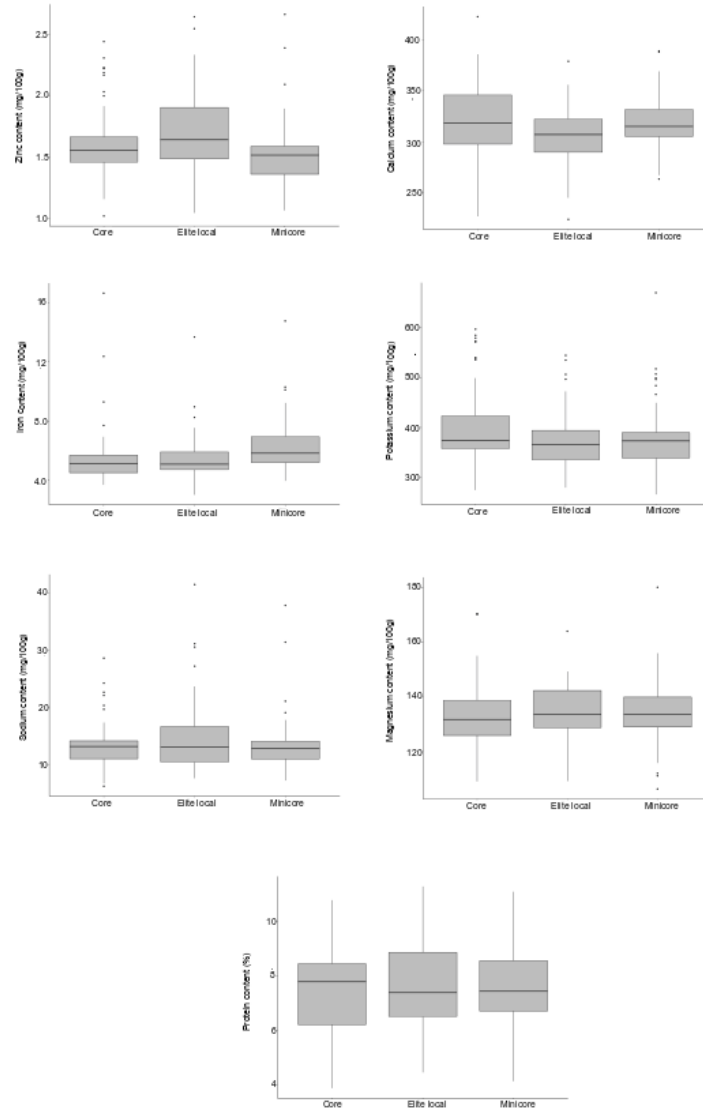 Zinc content (mg/100g)
2.5
2.0
1.5
1.0
Core Elite local Minicore
Calcium content (mg/100g)
400
350
300
250
Core Elite local Minicore
Iron content (mg/100g)
16
12
8.0
4.0
Core Elite local Minicore
Potassium content (mg/100g)
600
500
400
300
Core Elite local Minicore
Sodium content (mg/100g)
40
30
20
10
Core Elite local Minicore
Magnesium content (mg/100g)
180
160
140
120
Core Elite local Minicore
Protein content (%)
10
8
6
4
Core Elite local Minicore